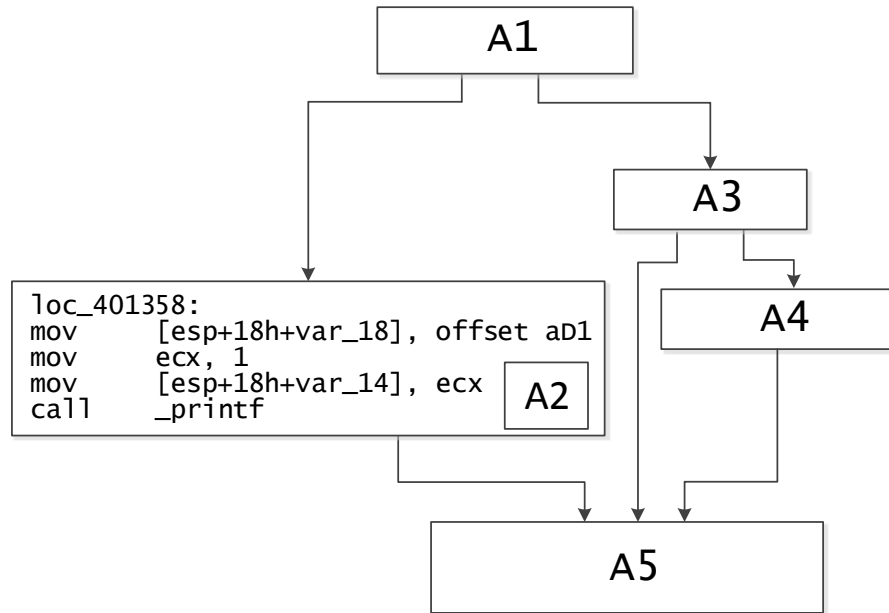 A1
A3
loc_401358:
mov [esp+18h+var_18], offset aD1
mov ecx, 1
mov [esp+18h+var_14], ecx
call _printf
A2
A4
A5